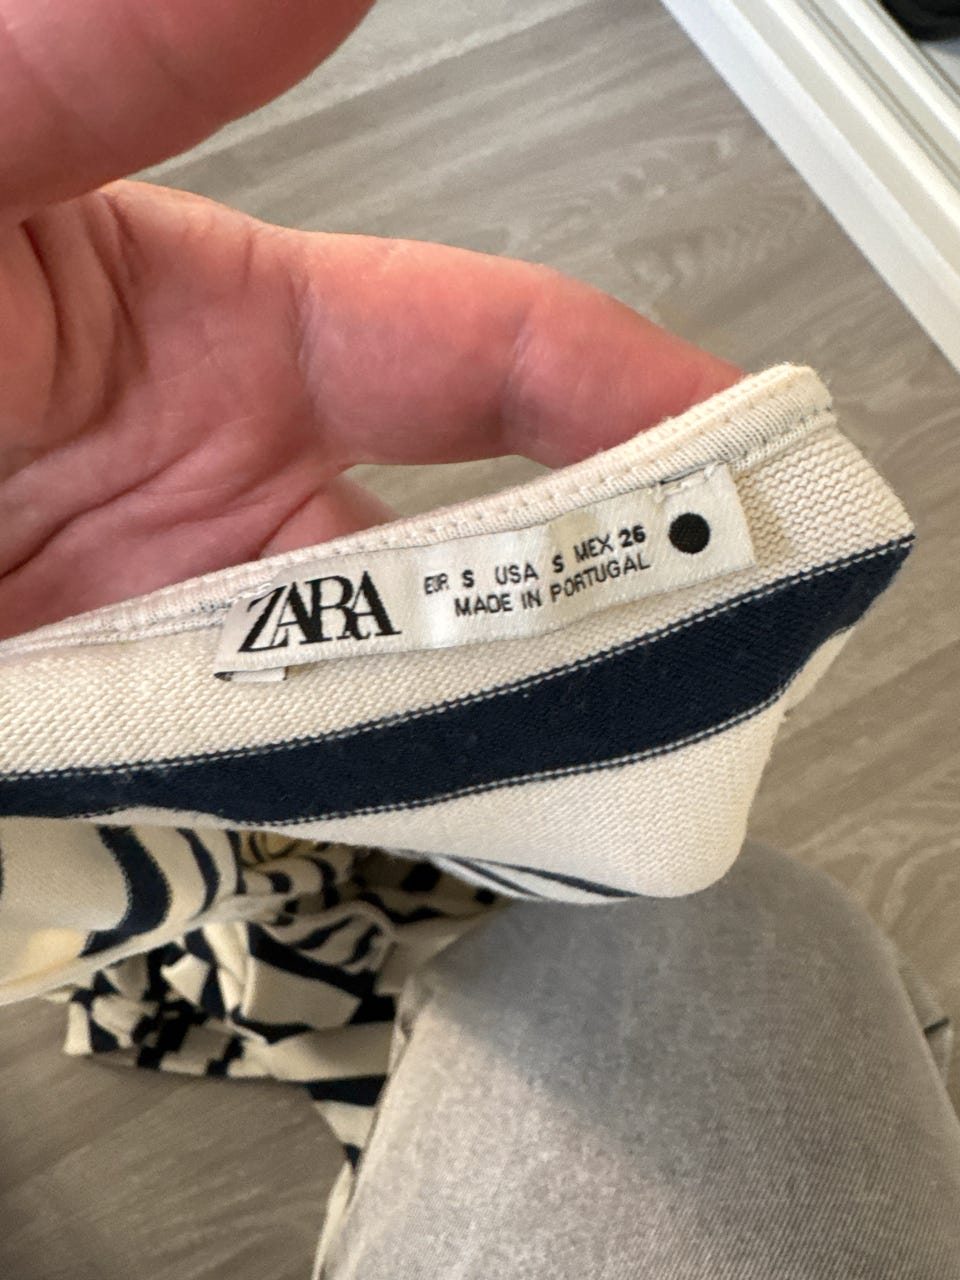 ZARA
EUR S USA S MEX 26
MADE IN PORTUGAL